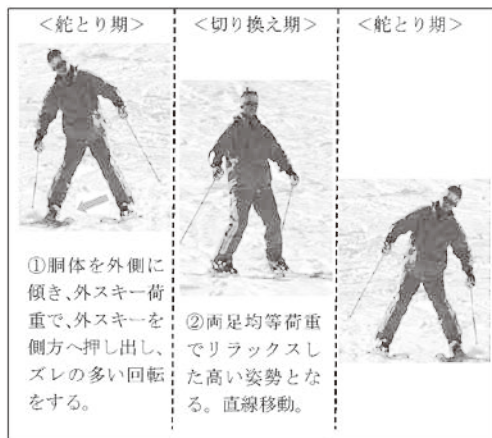 ＜舵とり期＞
＜切り換え期＞
＜舵とり期＞
①胴体を外側に
傾き、外スキー荷
重で、外スキーを
側方へ押し出し、
ズレの多い回転
をする。
②両足均等荷重
でリラックスし
た高い姿勢とな
る。直線移動。